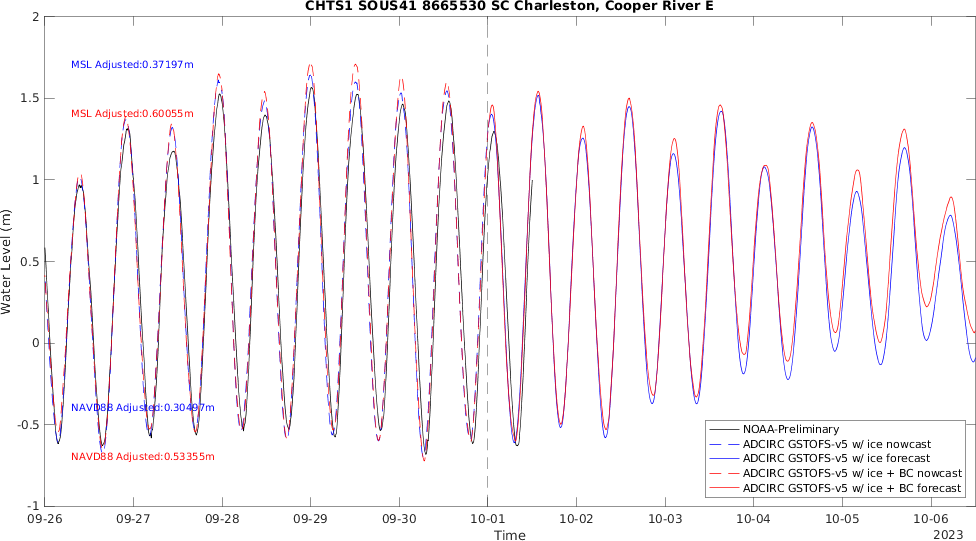 CHTS1 SOUS41 8665530 SC Charleston, Cooper River E
2
1.5
1
0.5
0
-0.5
-1
Water Level (m)
MSL Adjusted:0.37197m
MSL Adjusted:0.60055m
NAVD88 Adjusted:0.30497m
NAVD88 Adjusted:0.53355m
NOAA-Preliminary
ADCIRC GSTOFS-v5 w/ ice nowcast
ADCIRC GSTOFS-v5 w/ ice forecast
ADCIRC GSTOFS-v5 w/ ice + BC nowcast
ADCIRC GSTOFS-v5 w/ ice + BC forecast
09-26 09-27 09-28 09-29 09-30 10-01 10-02 10-03 10-04 10-05 10-06
Time
2023